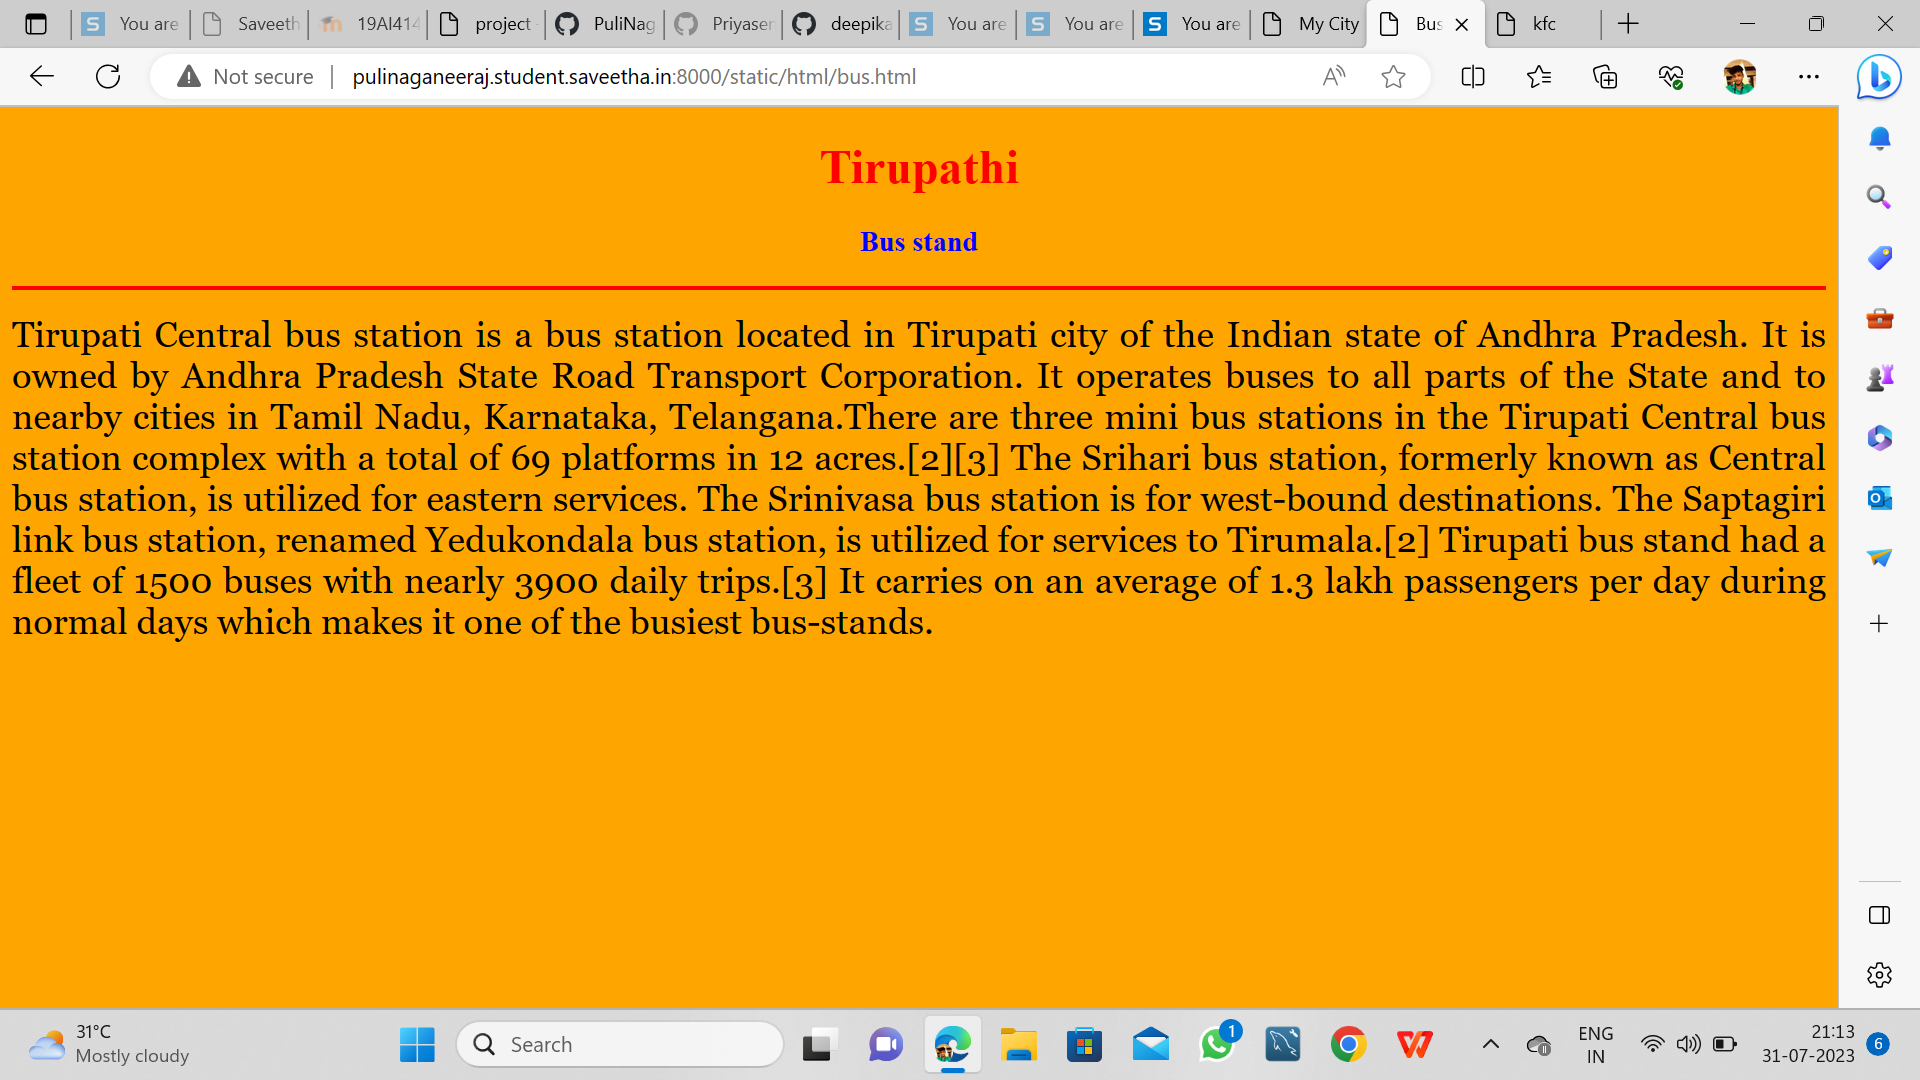 You are
Saveeth
19AI414
project -
PuliNag
Priyaser
deepika
You are
You are
You are
My City
Bus
kfc
Not secure
pulinaganeeraj.student.saveetha.in:8000/static/html/bus.html
Tirupathi
Bus stand
Tirupati Central bus station is a bus station located in Tirupati city of the Indian state of Andhra Pradesh. It is
owned by Andhra Pradesh State Road Transport Corporation. It operates buses to all parts of the State and to
nearby cities in Tamil Nadu, Karnataka, Telangana.There are three mini bus stations in the Tirupati Central bus
station complex with a total of 69 platforms in 12 acres.[2][3] The Srihari bus station, formerly known as Central
bus station, is utilized for eastern services. The Srinivasa bus station is for west-bound destinations. The Saptagiri
link bus station, renamed Yedukondala bus station, is utilized for services to Tirumala.[2] Tirupati bus stand had a
fleet of 1500 buses with nearly 3900 daily trips.[3] It carries on an average of 1.3 lakh passengers per day during
normal days which makes it one of the busiest bus-stands.
31°C
Mostly cloudy
Search
1
ENG
IN
21:13
31-07-2023
6